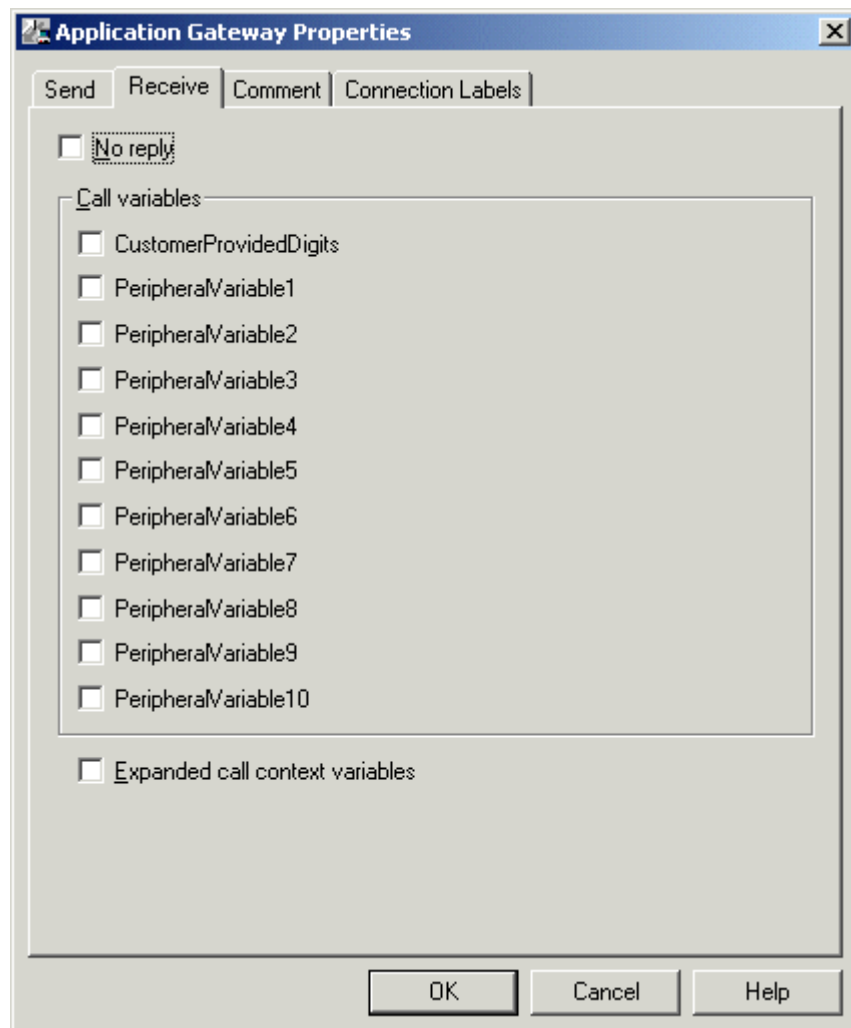 Application Gateway Properties
Send Receive Comment Connection Labels
No reply
Call variables
CustomerProvidedDigits
PeripheralVariable1
PeripheralVariable2
PeripheralVariable3
PeripheralVariable4
PeripheralVariable5
PeripheralVariable6
PeripheralVariable7
PeripheralVariable8
PeripheralVariable9
PeripheralVariable10
Expanded call context variables
OK Cancel Help